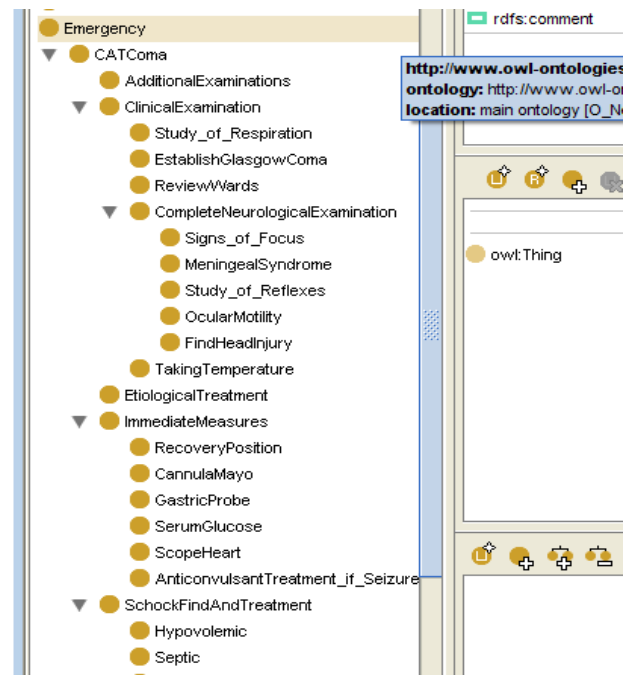 Emergency
CATComa
AdditionalExaminations
ClinicalExamination
Study_of_Respiration
EstablishGlasgowComa
ReviewWards
CompleteNeurologicalExamination
Signs_of_Focus
MeningealSyndrome
Study_of_Reflexes
OcularMotility
FindHeadInjury
TakingTemperature
EtiologicalTreatment
ImmediateMeasures
RecoveryPosition
CannulaMayo
GastricProbe
SerumGlucose
ScopeHeart
AnticonvulsantTreatment_if_Seizure
SchockFindAndTreatment
Hypovolemic
Septic
rdfs:comment
http://www.owl-ontologies
ontology: http://www.owl-o
location: main ontology [O_N
owl:Thing